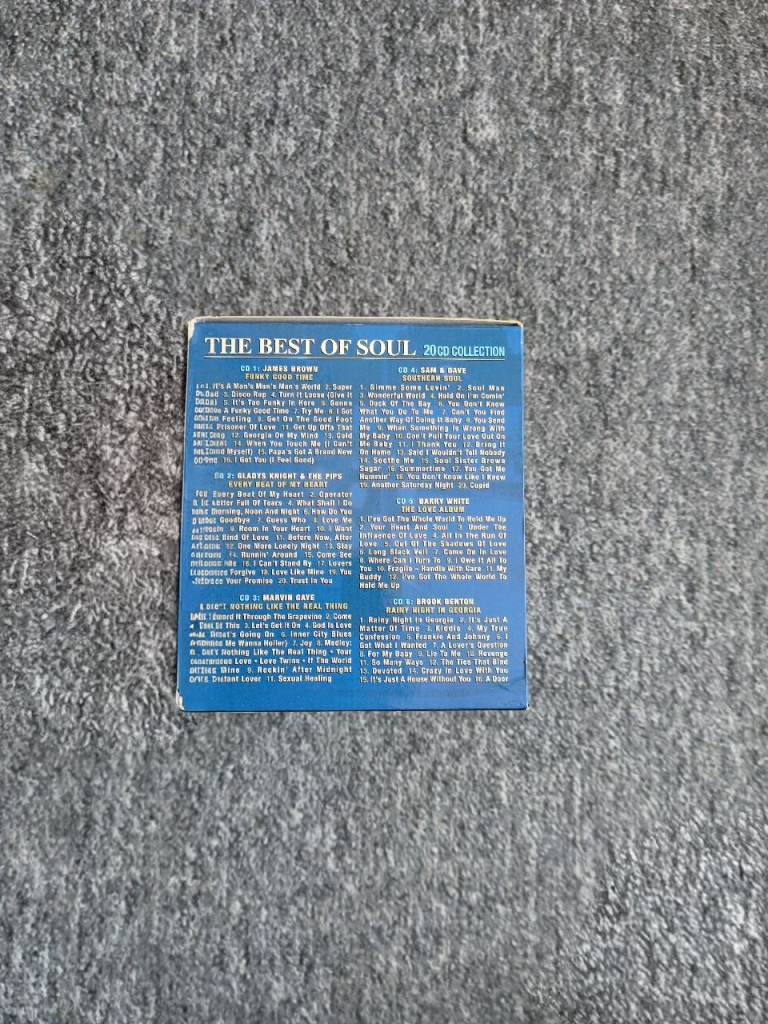 THE BEST OF SOUL 20 CD COLLECTION
CD 1: JAMES BROWN
FUNKY GOOD TIME
It's A Man's Man's Man's World 2. Super
3. Disco Rap 4. Turn It Loose (Give It
5. It's Too Funky In Here 6. Gonna
A Funky Good Time 7. Try Me 8. I Got
Feeling 9. Get On The Good Foot
Prisoner Of Love 11. Get Up Offa That
12. Georgia On My Mind 13. Cold
14. When You Touch Me (I Can't
Myself) 15. Papa's Got A Brand New
16. I Got You (I Feel Good)
CD 2: GLADYS KNIGHT & THE PIPS
EVERY BEAT OF MY HEART
Every Beat Of My Heart 2. Operator
Letter Full Of Tears 4. What Shall I Do
Morning, Noon And Night 6. How Do You
Goodbye 7. Guess Who 8. Love Me
9. Room In Your Heart 10. I Want
Kind Of Love 11. Before Now, After
12. One More Lonely Night 13. Stay
14. Runnin' Around 15. Come See
16. I Can't Stand By 17. Lovers
Forgive 18. Love Like Mine 19. You
Your Promise 20. Trust In You
CD 3: MARVIN GAYE
NOTHING LIKE THE REAL THING
It Through The Grapevine 2. Come
Of This 3. Let's Get It On 4. God Is Love
What's Going On 6. Inner City Blues
Me Wanna Holler) 7. Joy 8. Medley:
Nothing Like The Real Thing • Your
Love • Love Twins • If The World
Mine 9. Rockin' After Midnight
Distant Lover 11. Sexual Healing
CD 4: SAM & DAVE
SOUTHERN SOUL
1. Gimme Some Lovin' 2. Soul Man
3. Wonderful World 4. Hold On I'm Comin'
5. Dock Of The Bay 6. You Don't Know
What You Do To Me 7. Can't You Find
Another Way Of Doing It Baby 8. You Send
Me 9. When Something Is Wrong With
My Baby 10. Don't Pull Your Love Out On
Me Baby 11. I Thank You 12. Bring It
On Home 13. Said I Wouldn't Tell Nobody
14. Soothe Me 15. Soul Sister Brown
Sugar 16. Summertime 17. You Got Me
Hummin' 18. You Don't Know Like I Know
19. Another Saturday Night 20. Cupid
CD 5: BARRY WHITE
THE LOVE ALBUM
1. I've Got The Whole World To Hold Me Up
2. Your Heart And Soul 3. Under The
Influence Of Love 4. All In The Run Of
Love 5. Out Of The Shadows Of Love
6. Long Black Veil 7. Come On In Love
8. Where Can I Turn To 9. I Owe It All To
You 10. Fragile - Handle With Care 11. My
Buddy 12. I've Got The Whole World To
Hold Me Up
CD 6: BROOK BENTON
RAINY NIGHT IN GEORGIA
1. Rainy Night In Georgia 2. It's Just A
Matter Of Time 3. Kiddio 4. My True
Confession 5. Frankie And Johnny 6. I
Got What I Wanted 7. A Lover's Question
8. For My Baby 9. Lie To Me 10. Revenge
11. So Many Ways 12. The Ties That Bind
13. Devoted 14. Crazy In Love With You
15. It's Just A House Without You 16. A Door